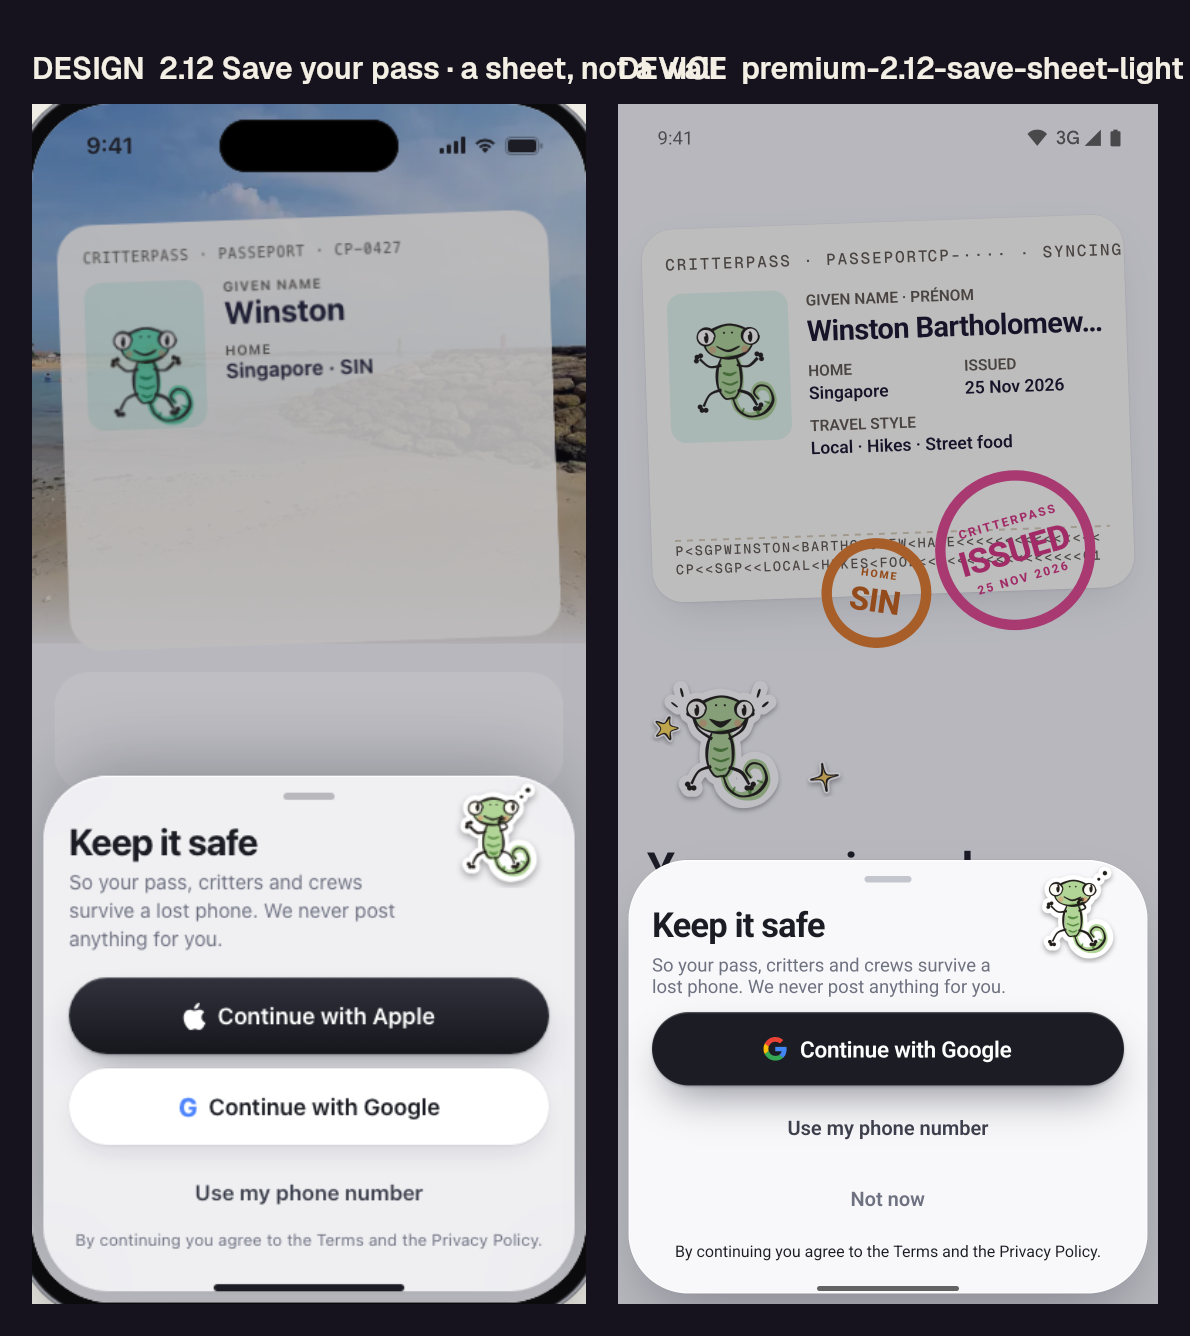 DESIGN 2.12 Save your pass · a sheet, not a wall
DEVICE premium-2.12-save-sheet-light
9:41
CRITTERPASS · PASSEPORT · CP-0427
GIVEN NAME
Winston
HOME
Singapore · SIN
Keep it safe
So your pass, critters and crews
survive a lost phone. We never post
anything for you.
Continue with Apple
G Continue with Google
Use my phone number
By continuing you agree to the Terms and the Privacy Policy.
9:41
3G
CRITTERPASS · PASSEPORTCP-···· · SYNCING
GIVEN NAME · PRÉNOM
Winston Bartholomew...
HOME
ISSUED
Singapore
25 Nov 2026
TRAVEL STYLE
Local · Hikes · Street food
CRITTERPASS
ISSUED
25 NOV 2026
HOME
SIN
Keep it safe
So your pass, critters and crews survive a
lost phone. We never post anything for you.
G Continue with Google
Use my phone number
Not now
By continuing you agree to the Terms and the Privacy Policy.